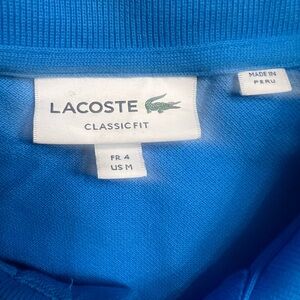 LACOSTE
CLASSIC FIT
FR 4
US M
MADE IN
PERU